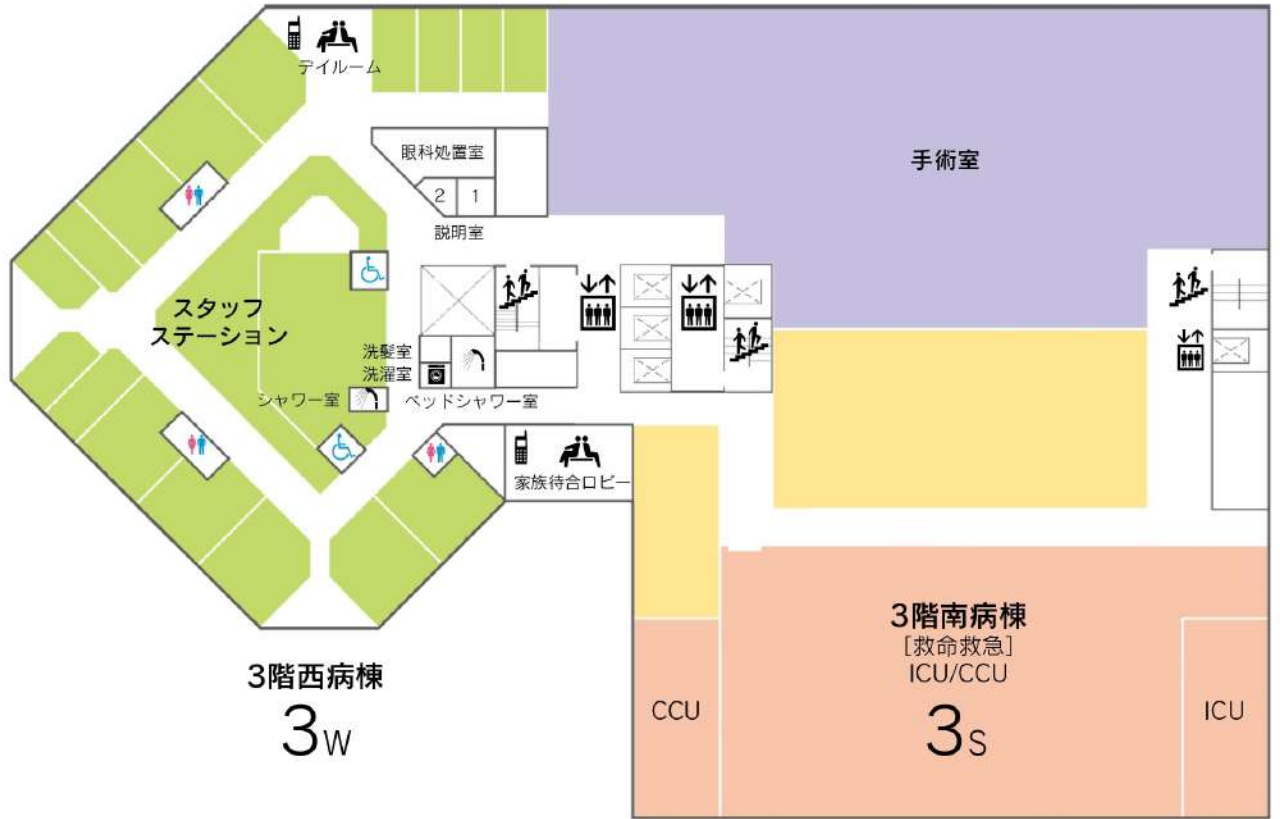 デイルーム
眼科処置室
2
1
説明室
手術室
スタッフ
ステーション
洗髪室
洗濯室
シャワー室
ベッドシャワー室
家族待合ロビー
3階西病棟
3W
3階南病棟
[救命救急]
ICU/CCU
3S
CCU
ICU